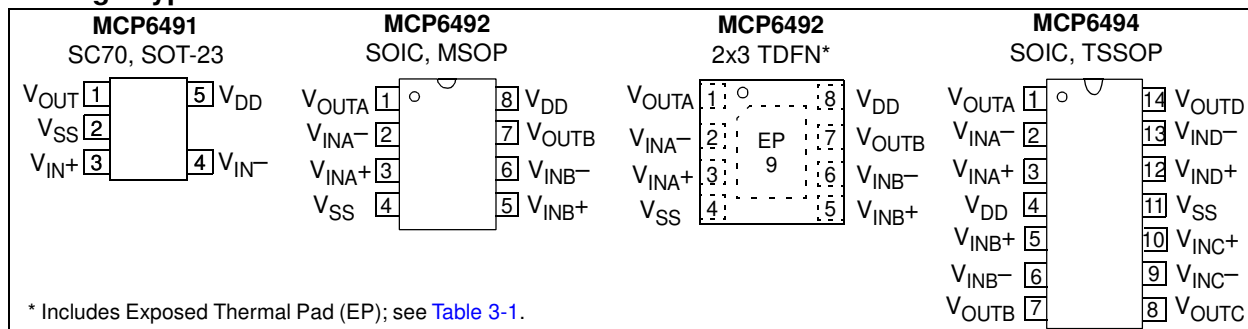 MCP6491
SC70, SOT-23
VOUT 1
5 VDD
VSS 2
VIN+ 3
4 VIN–
MCP6492
SOIC, MSOP
VOUTA 1
8 VDD
VINA– 2
7 VOUTB
VINA+ 3
6 VINB–
VSS 4
5 VINB+
MCP6492
2x3 TDFN*
VOUTA 1
8 VDD
VINA– 2
7 VOUTB
EP
9
VINA+ 3
6 VINB–
VSS 4
5 VINB+
MCP6494
SOIC, TSSOP
VOUTA 1
14 VOUTD
VINA– 2
13 VIND–
VINA+ 3
12 VIND+
VDD 4
11 VSS
VINB+ 5
10 VINC+
VINB– 6
9 VINC–
VOUTB 7
8 VOUTC
* Includes Exposed Thermal Pad (EP); see Table 3-1.